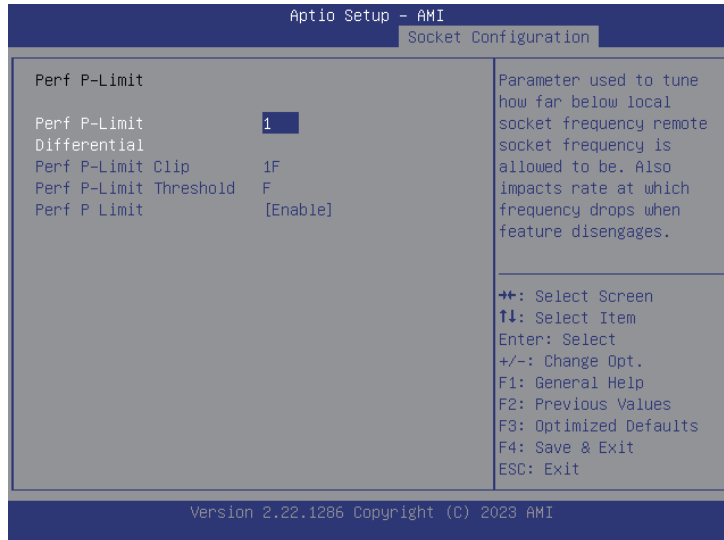 Aptio Setup - AMI
Socket Configuration
Perf P-Limit
Perf P-Limit Differential 1
Perf P-Limit Clip 1F
Perf P-Limit Threshold F
Perf P Limit [Enable]
Parameter used to tune
how far below local
socket frequency remote
socket frequency is
allowed to be. Also
impacts rate at which
frequency drops when
feature disengages.
→←: Select Screen
↑↓: Select Item
Enter: Select
+/-: Change Opt.
F1: General Help
F2: Previous Values
F3: Optimized Defaults
F4: Save & Exit
ESC: Exit
Version 2.22.1286 Copyright (C) 2023 AMI